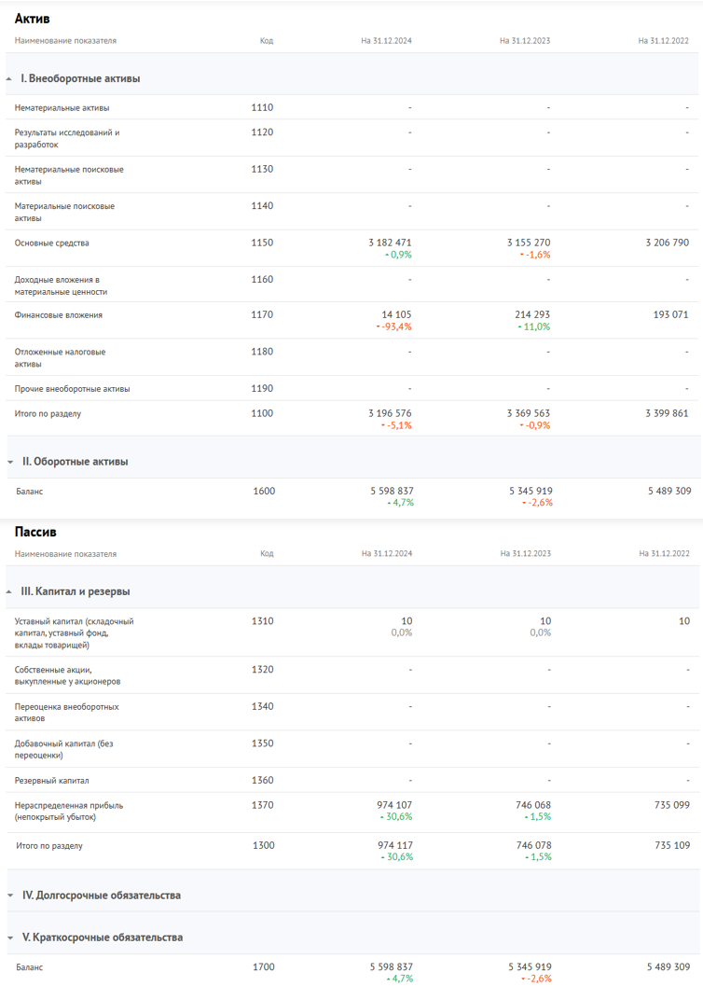 Актив
Наименование показателя Код На 31.12.2024 На 31.12.2023 На 31.12.2022
I. Внеоборотные активы
Нематериальные активы 1110 - - -
Результаты исследований и 1120 - - -
разработок
Нематериальные поисковые 1130 - - -
активы
Материальные поисковые 1140 - - -
активы
Основные средства 1150 3 182 471 3 155 270 3 206 790
0,9% -1,6%
Доходные вложения в 1160 - - -
материальные ценности
Финансовые вложения 1170 14 105 214 293 193 071
-93,4% 11,0%
Отложенные налоговые 1180 - - -
активы
Прочие внеоборотные активы 1190 - - -
Итого по разделу 1100 3 196 576 3 369 563 3 399 861
-5,1% -0,9%
II. Оборотные активы
Баланс 1600 5 598 837 5 345 919 5 489 309
4,7% -2,6%
Пассив
Наименование показателя Код На 31.12.2024 На 31.12.2023 На 31.12.2022
III. Капитал и резервы
Уставный капитал (складочный 1310 10 10 10
капитал, уставный фонд, 0,0% 0,0%
вклады товарищей)
Собственные акции, 1320 - - -
выкупленные у акционеров
Переоценка внеоборотных 1340 - - -
активов
Добавочный капитал (без 1350 - - -
переоценки)
Резервный капитал 1360 - - -
Нераспределенная прибыль 1370 974 107 746 068 735 099
(непокрытый убыток) 30,6% 1,5%
Итого по разделу 1300 974 117 746 078 735 109
30,6% 1,5%
IV. Долгосрочные обязательства
V. Краткосрочные обязательства
Баланс 1700 5 598 837 5 345 919 5 489 309
4,7% -2,6%